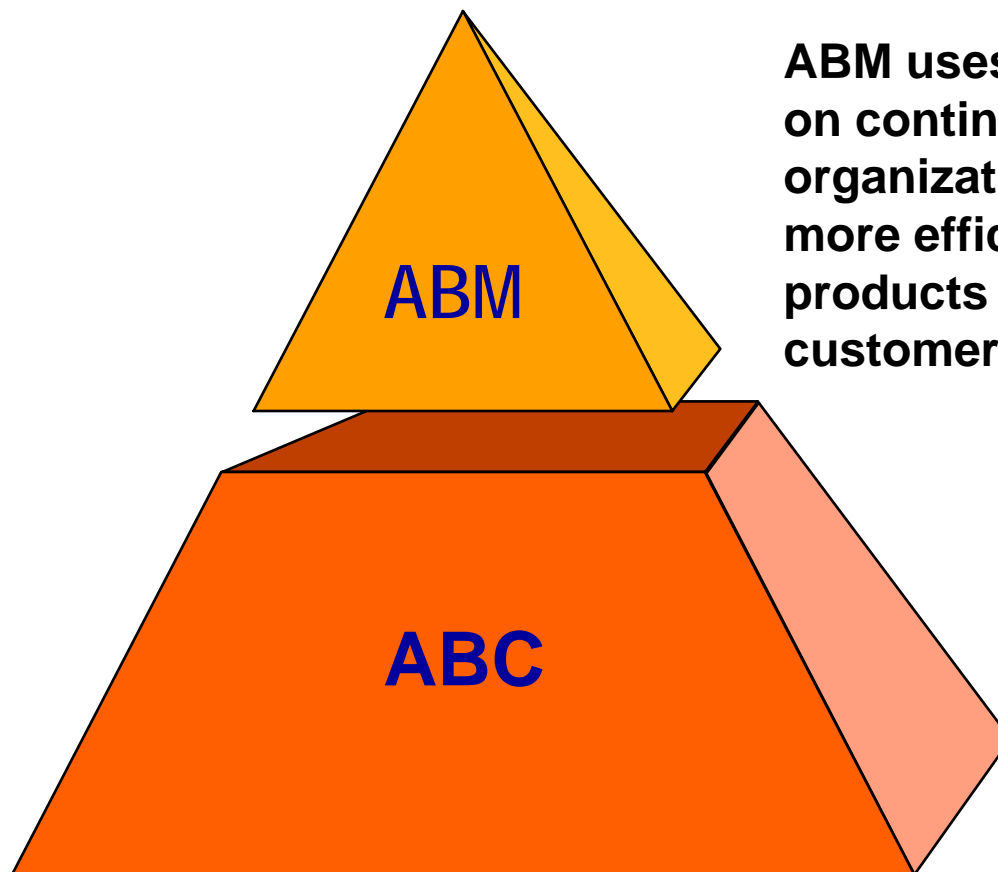 ABM uses
on contin
organizat
more effic
products
customer
ABM
ABC